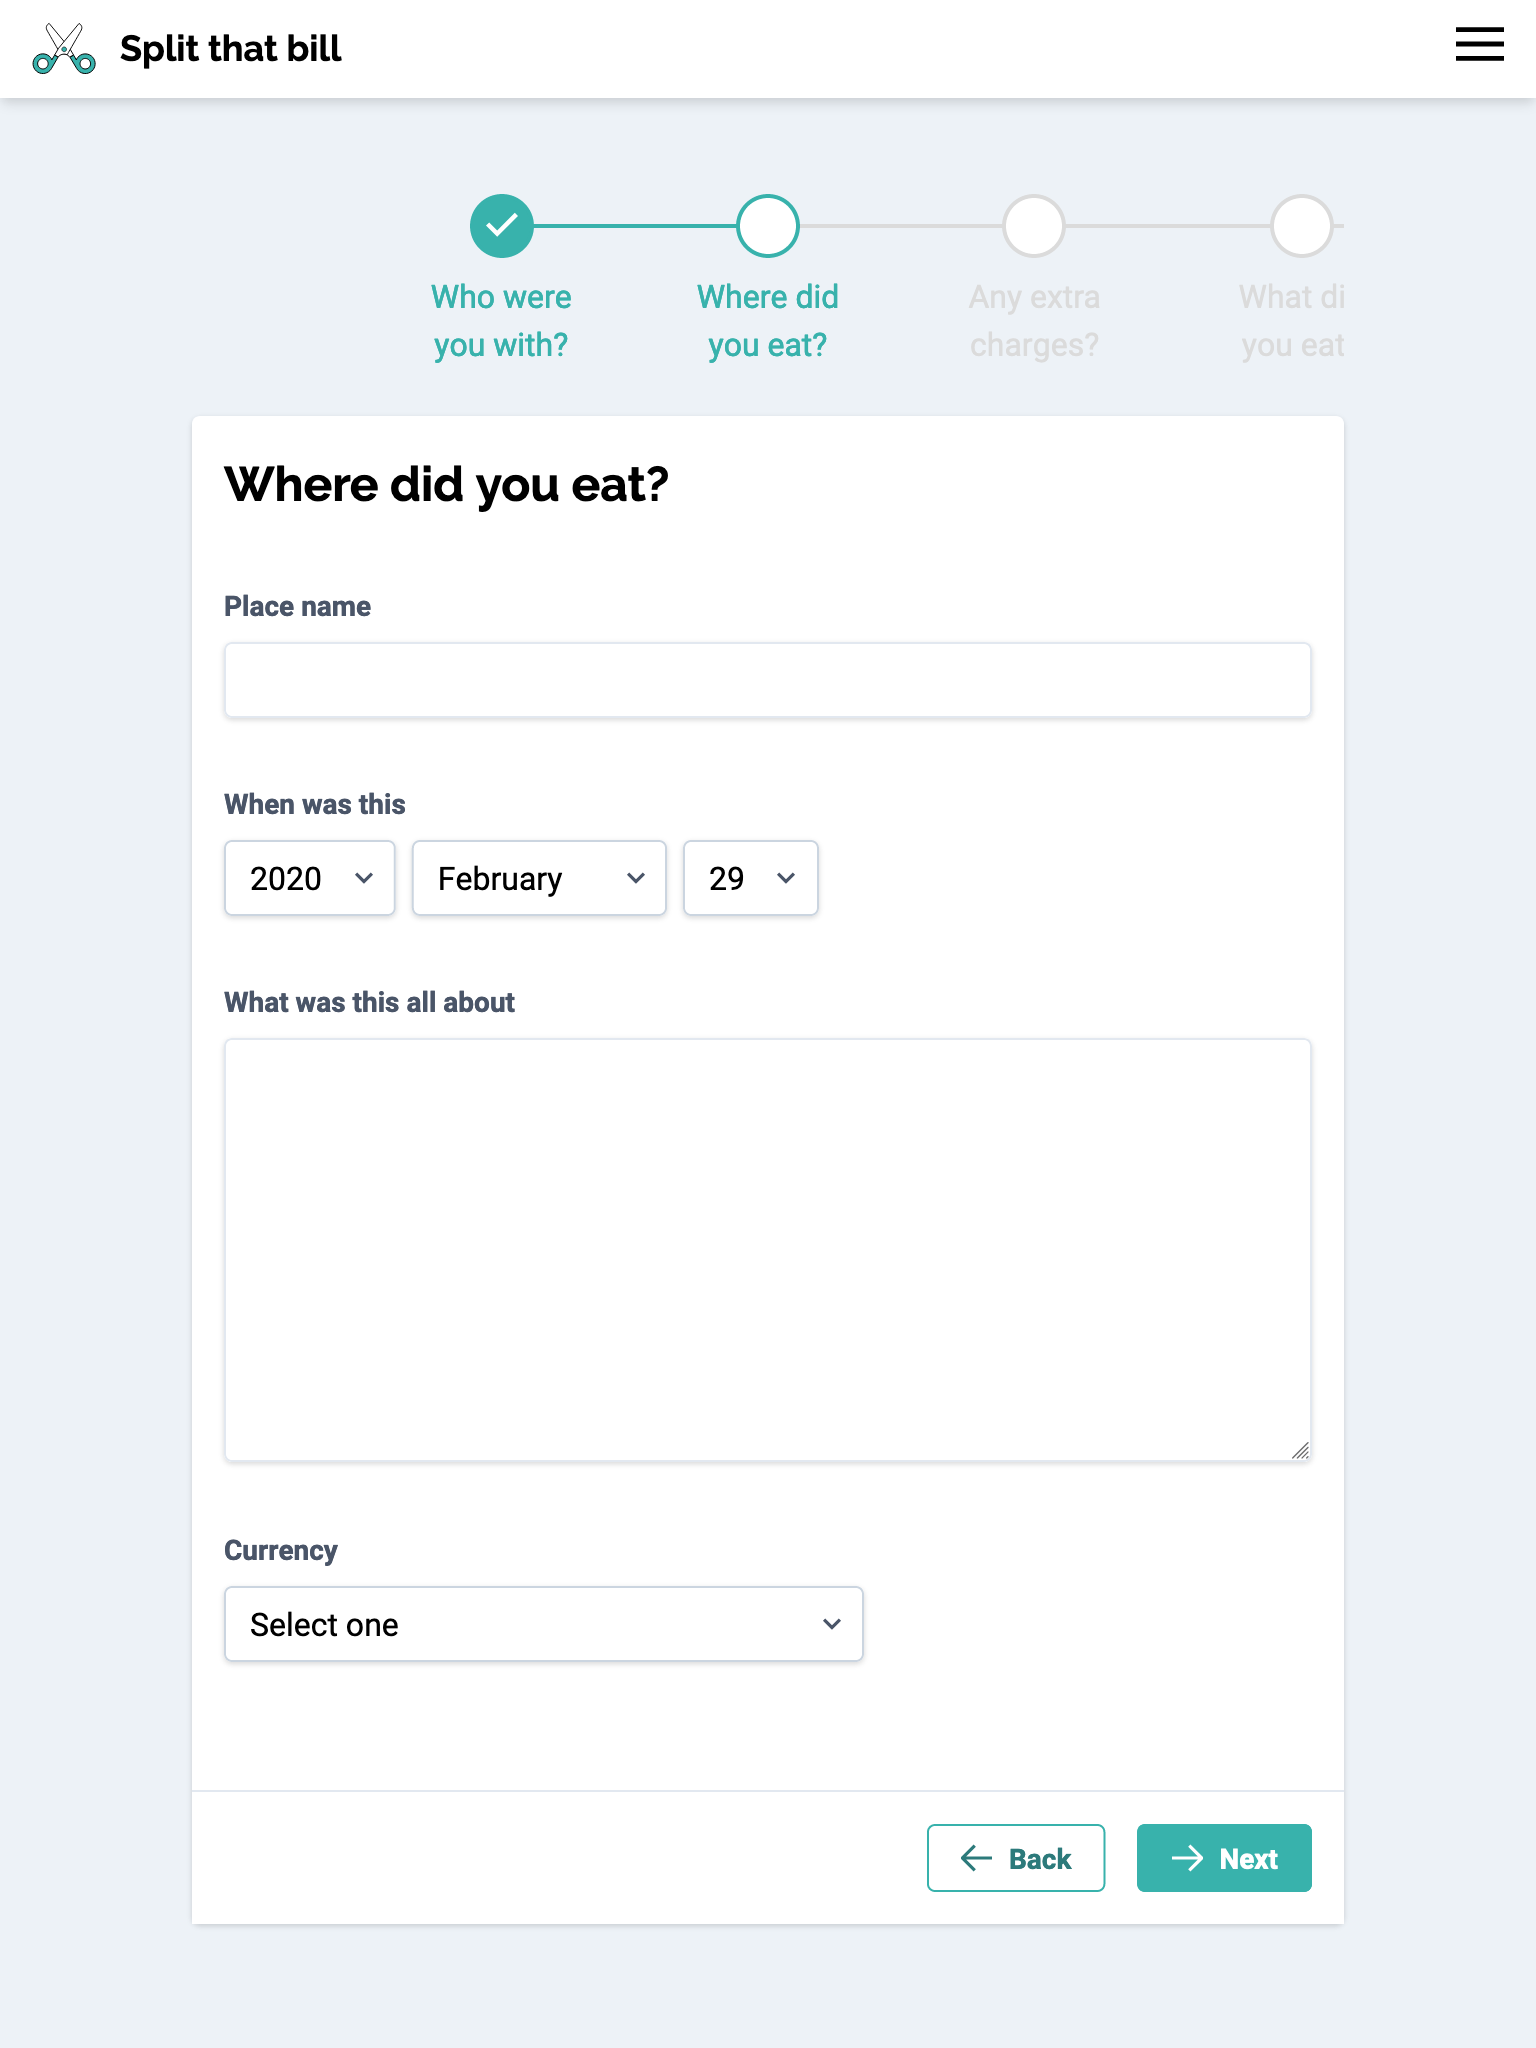 Split that bill
Who were
you with?
Where did
you eat?
Any extra
charges?
What di
you eat
Where did you eat?
Place name
When was this
2020 February 29
What was this all about
Currency
Select one
Back Next